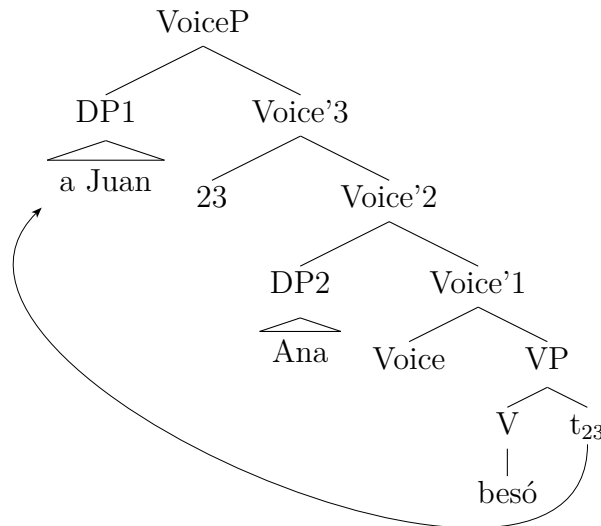 VoiceP
DP1 Voice'3
a Juan 23 Voice'2
DP2 Voice'1
Ana Voice VP
V t₂₃
besó